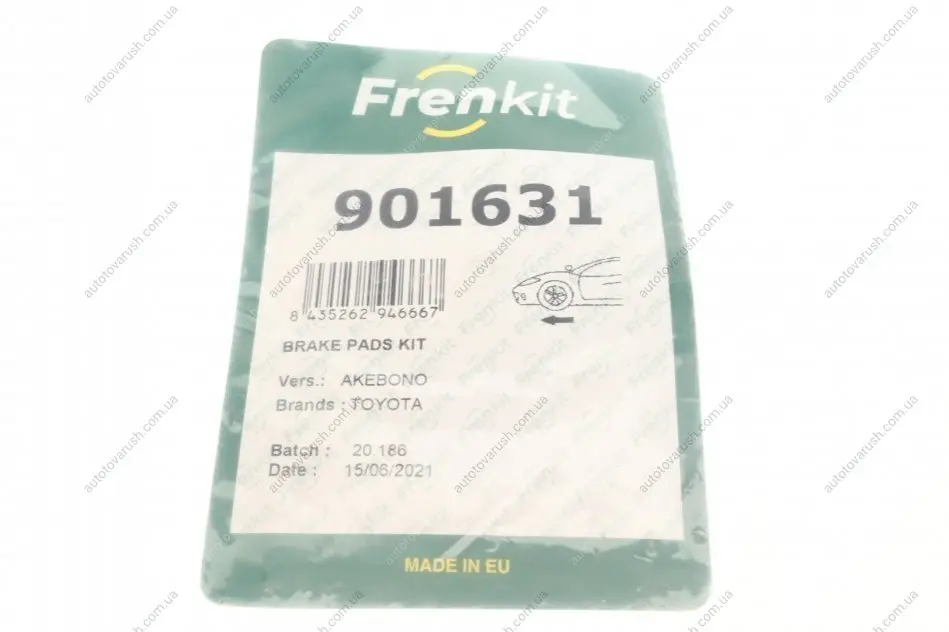 Frenkit
901631
8 435262 946667
BRAKE PADS KIT
Vers.: AKEBONO
Brands : TOYOTA
Batch : 20.186
Date : 15/06/2021
MADE IN EU
autotovarush.com.ua